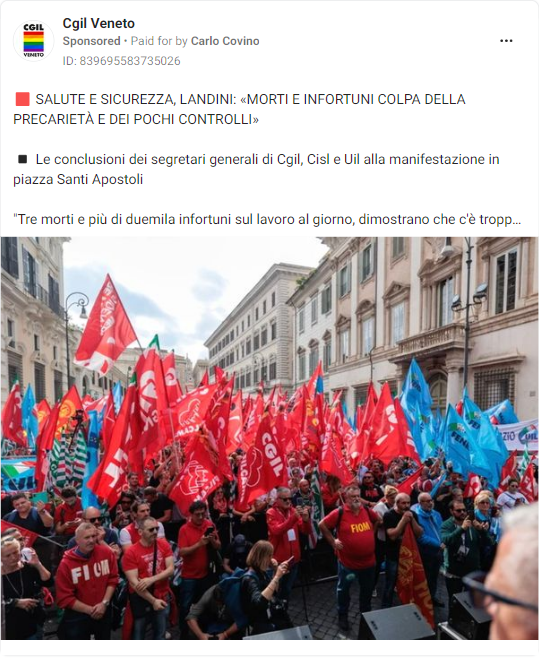 CGIL
VENETO
Cgil Veneto
Sponsored • Paid for by Carlo Covino
ID: 839695583735026
🟥 SALUTE E SICUREZZA, LANDINI: «MORTI E INFORTUNI COLPA DELLA
PRECARIETÀ E DEI POCHI CONTROLLI»
◾ Le conclusioni dei segretari generali di Cgil, Cisl e Uil alla manifestazione in
piazza Santi Apostoli
"Tre morti e più di duemila infortuni sul lavoro al giorno, dimostrano che c'è tropp...
CGIL
FIOM
FIOM